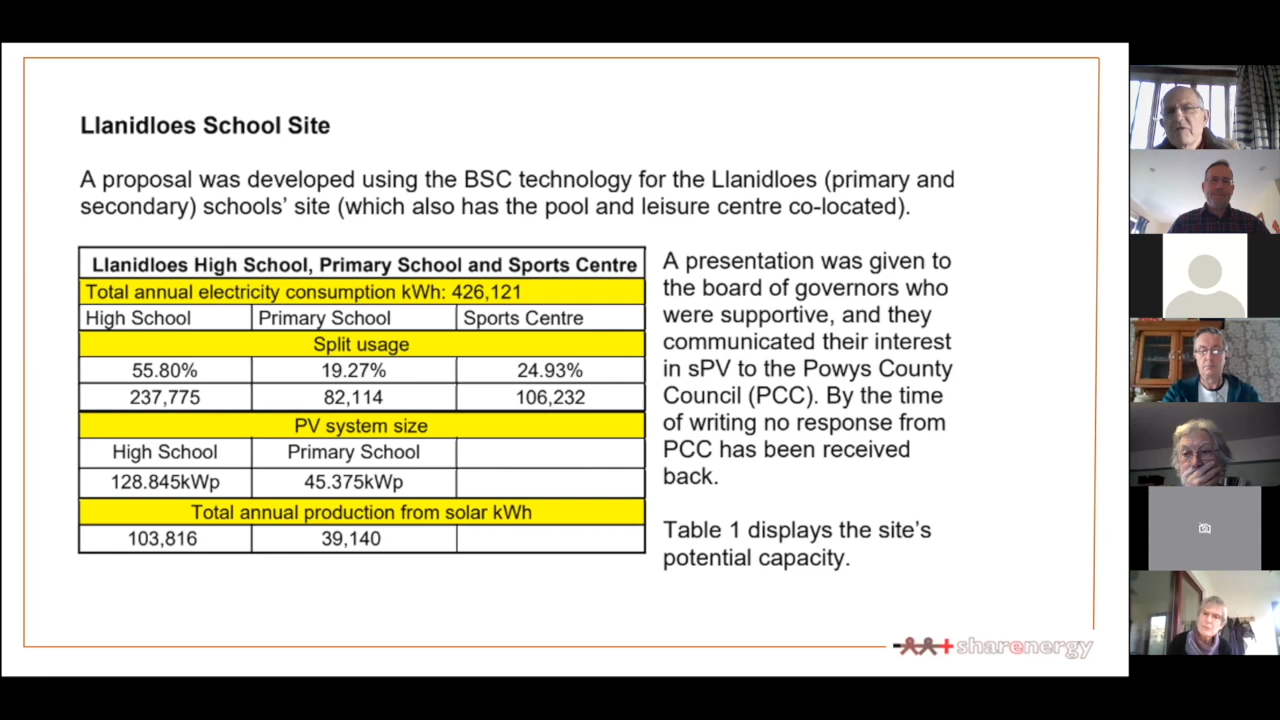 Llanidloes School Site
A proposal was developed using the BSC technology for the Llanidloes (primary and
secondary) schools' site (which also has the pool and leisure centre co-located).
Llanidloes High School, Primary School and Sports Centre
Total annual electricity consumption kWh: 426,121
High School Primary School Sports Centre
Split usage
55.80% 19.27% 24.93%
237,775 82,114 106,232
PV system size
High School Primary School
128.845kWp 45.375kWp
Total annual production from solar kWh
103,816 39,140
A presentation was given to
the board of governors who
were supportive, and they
communicated their interest
in sPV to the Powys County
Council (PCC). By the time
of writing no response from
PCC has been received
back.
Table 1 displays the site's
potential capacity.
sharenergy